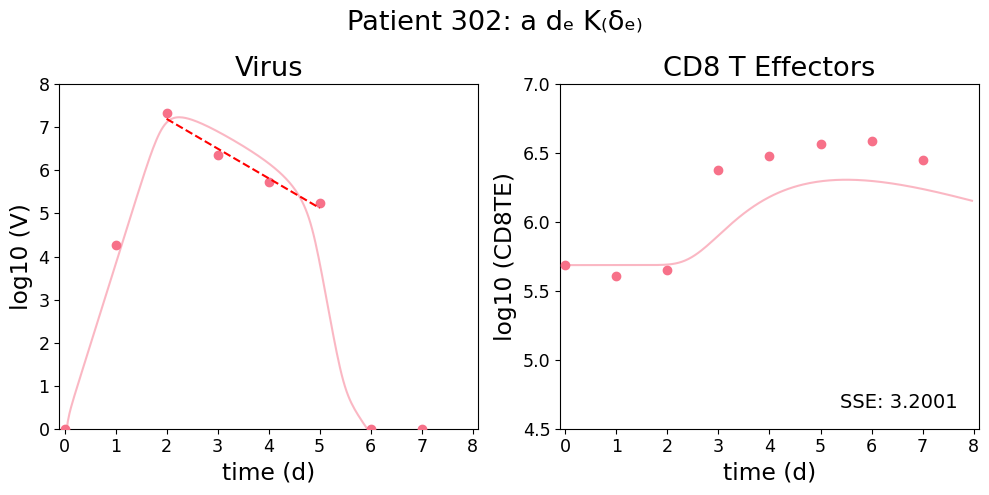 Patient 302: a dₑ K₍δₑ₎
Virus
CD8 T Effectors
8
7
6
5
4
3
2
1
0
log10 (V)
0 1 2 3 4 5 6 7 8
time (d)
7.0
6.5
6.0
5.5
5.0
4.5
log10 (CD8TE)
SSE: 3.2001
0 1 2 3 4 5 6 7 8
time (d)